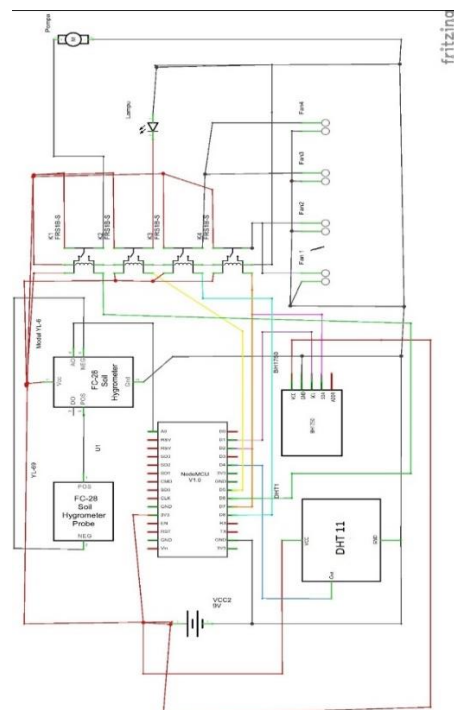 fritzing
Pompa
M
Lampu
Fan4
Fan3
Fan2
Fan 1
K1
FRS1B-S
K2
FRS1B-S
K3
FRS1B-S
K4
FRS1B-S
Modul YL-6
AO
NEG
Vcc
FC-28
Soil
Hygrometer
Gnd
DO
POS
YL-69
U1
POS
FC-28
Soil
Hygrometer
Probe
NEG
NodeMCU
V1.0
A0
RSV
RSV
SD3
SD2
SD1
CMD
SD0
CLK
GND
3V3
EN
RST
GND
Vin
D0
D1
D2
D3
D4
3V3
GND
D5
D6
D7
D8
RX
TX
GND
3V3
BH1750
VCC
GND
SCL
SDA
ADDR
BH1750
DHT1
VCC
DHT 11
GND
Out
VCC2
9V